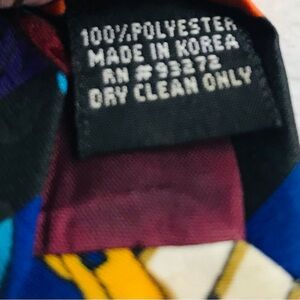 100% POLYESTER
MADE IN KOREA
RN #93272
DRY CLEAN ONLY